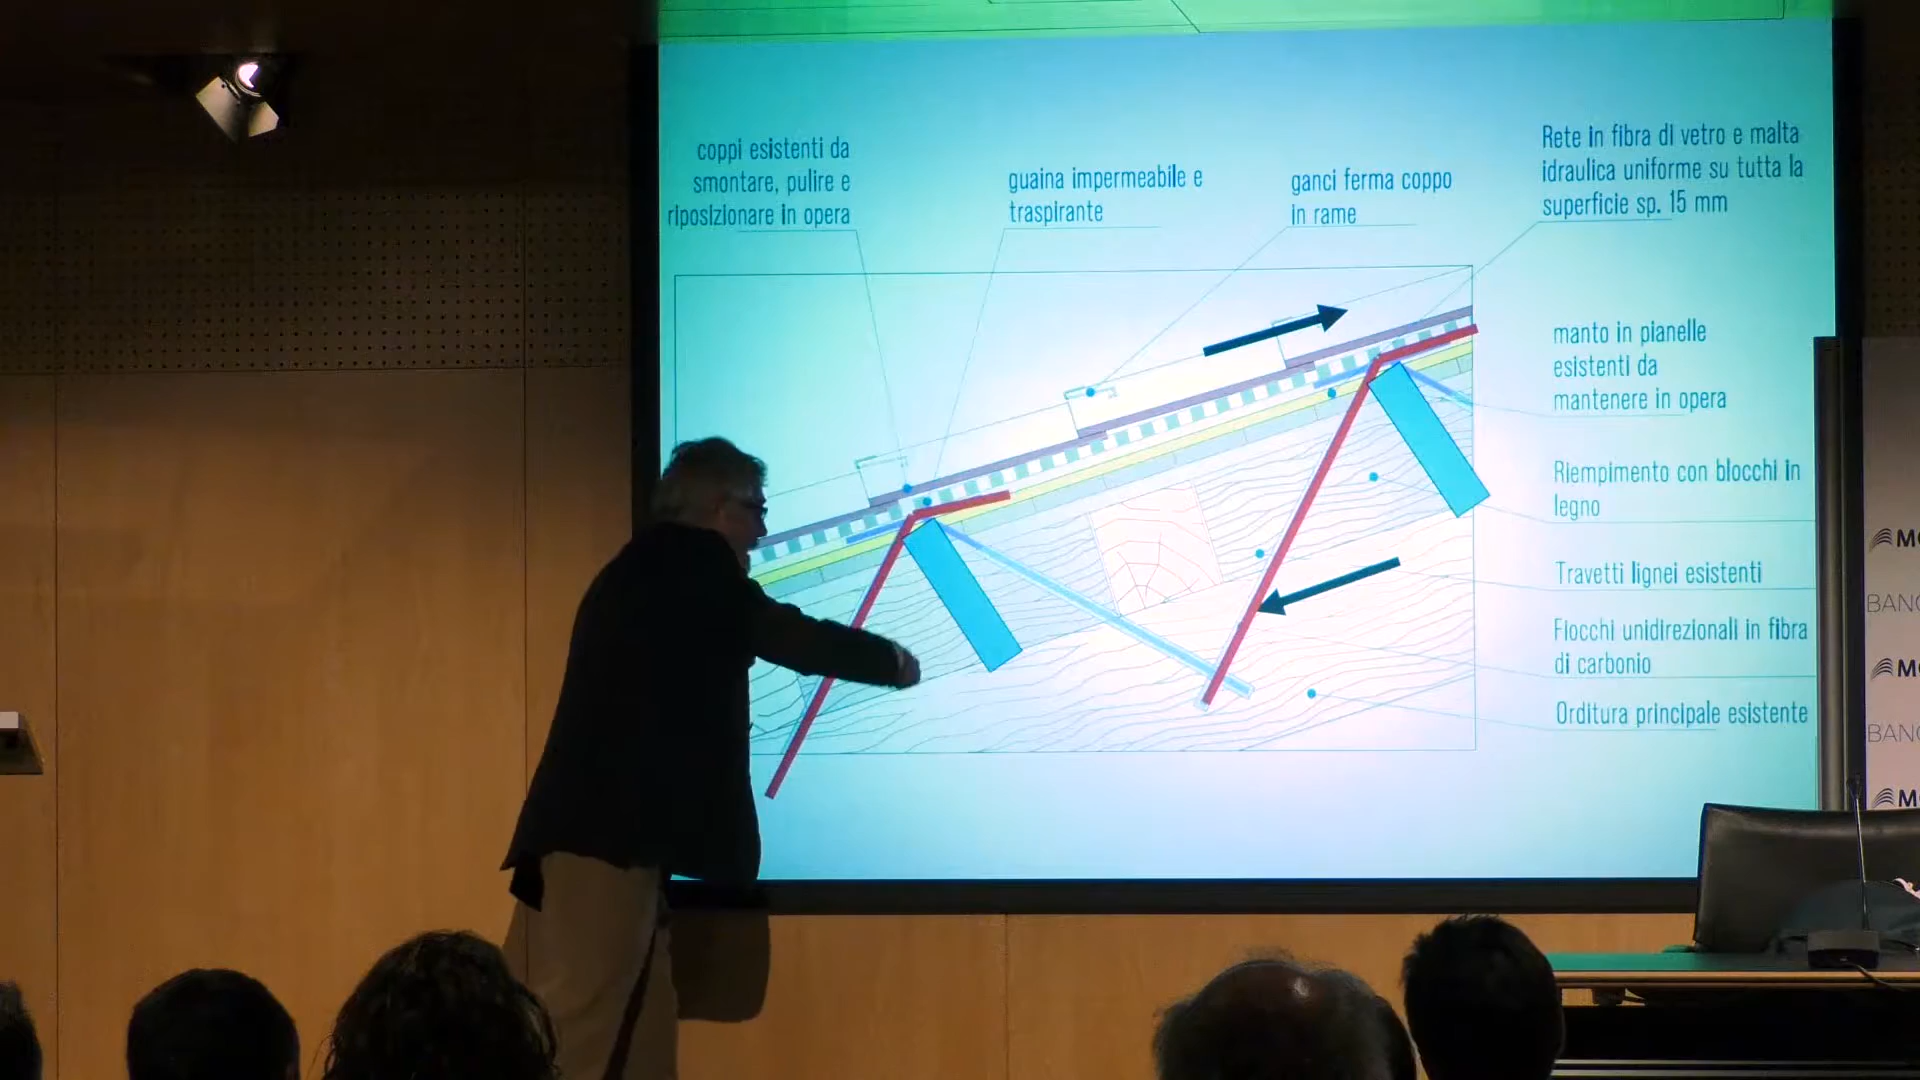 coppi esistenti da
smontare, pulire e
riposizionare in opera
guaina impermeabile e
traspirante
ganci ferma coppo
in rame
Rete in fibra di vetro e malta
idraulica uniforme su tutta la
superficie sp. 15 mm
manto in pianelle
esistenti da
mantenere in opera
Riempimento con blocchi in
legno
Travetti lignei esistenti
Fiocchi unidirezionali in fibra
di carbonio
Orditura principale esistente